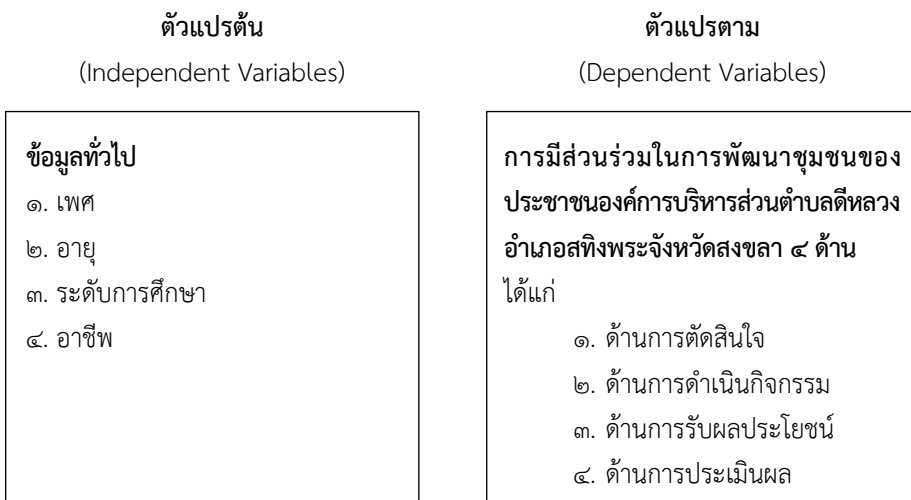 ตัวแปรต้น
(Independent Variables)
ข้อมูลทั่วไป
๑. เพศ
๒. อายุ
๓. ระดับการศึกษา
๔. อาชีพ
ตัวแปรตาม
(Dependent Variables)
การมีส่วนร่วมในการพัฒนาชุมชนของ
ประชาชนองค์การบริหารส่วนตำบลดีหลวง
อำเภอสทิงพระจังหวัดสงขลา ๔ ด้าน
ได้แก่
๑. ด้านการตัดสินใจ
๒. ด้านการดำเนินกิจกรรม
๓. ด้านการรับผลประโยชน์
๔. ด้านการประเมินผล